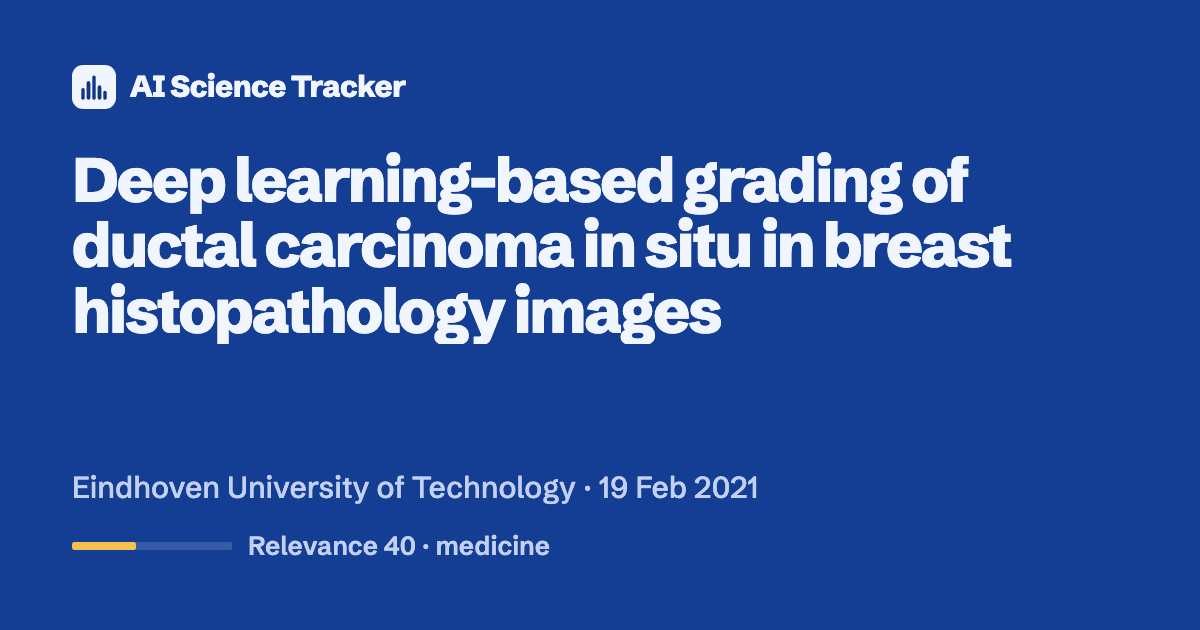 AI Science Tracker
Deep learning-based grading of
ductal carcinoma in situ in breast
histopathology images
Eindhoven University of Technology · 19 Feb 2021
Relevance 40 · medicine